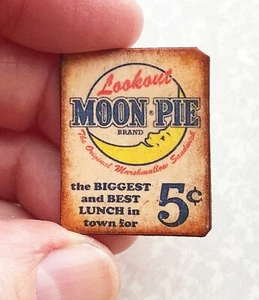 Lookout
MOON PIE
BRAND
The Original Marshmallow Sandwich
the BIGGEST
and BEST
LUNCH in
town for
5¢